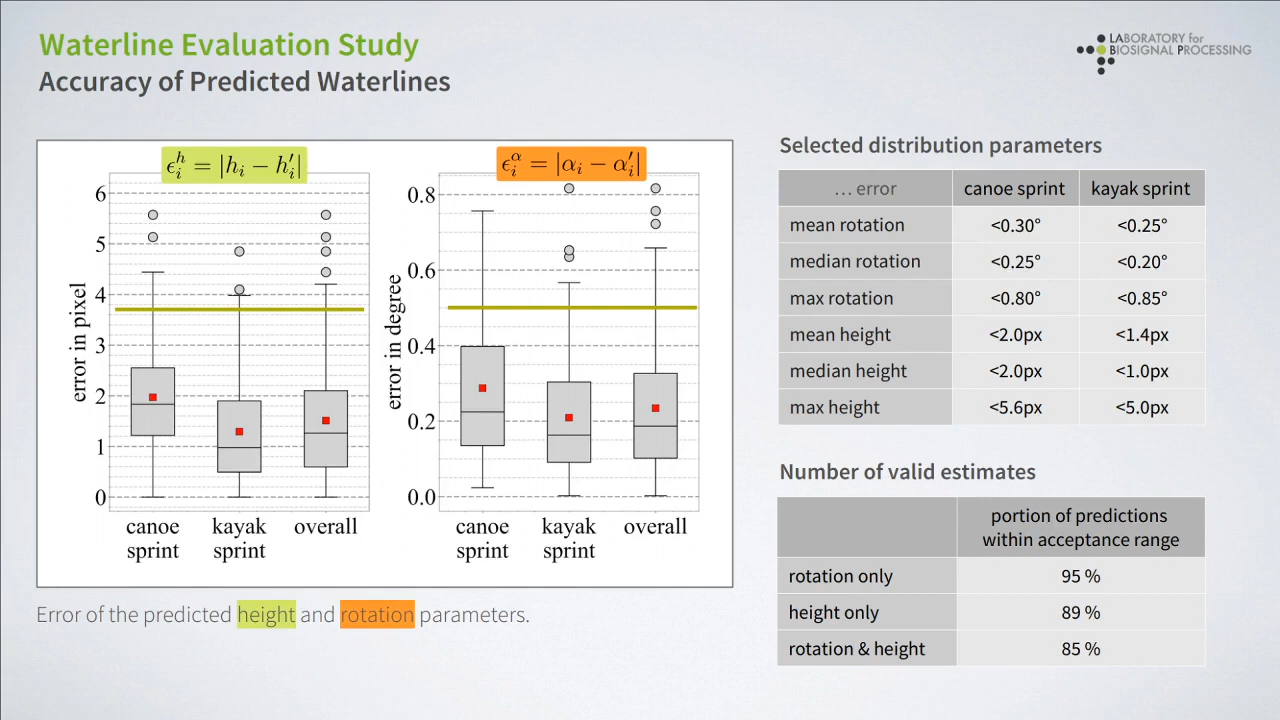 Waterline Evaluation Study
Accuracy of Predicted Waterlines
LABORATORY for
BIOSIGNAL PROCESSING
ϵᵢʰ = |hᵢ − h′ᵢ|
error in pixel
6
5
4
3
2
1
0
canoe sprint
kayak sprint
overall
ϵᵢᵅ = |αᵢ − α′ᵢ|
error in degree
0.8
0.6
0.4
0.2
0.0
canoe sprint
kayak sprint
overall
Error of the predicted height and rotation parameters.
Selected distribution parameters
… error canoe sprint kayak sprint
mean rotation <0.30° <0.25°
median rotation <0.25° <0.20°
max rotation <0.80° <0.85°
mean height <2.0px <1.4px
median height <2.0px <1.0px
max height <5.6px <5.0px
Number of valid estimates
portion of predictions
within acceptance range
rotation only 95 %
height only 89 %
rotation & height 85 %